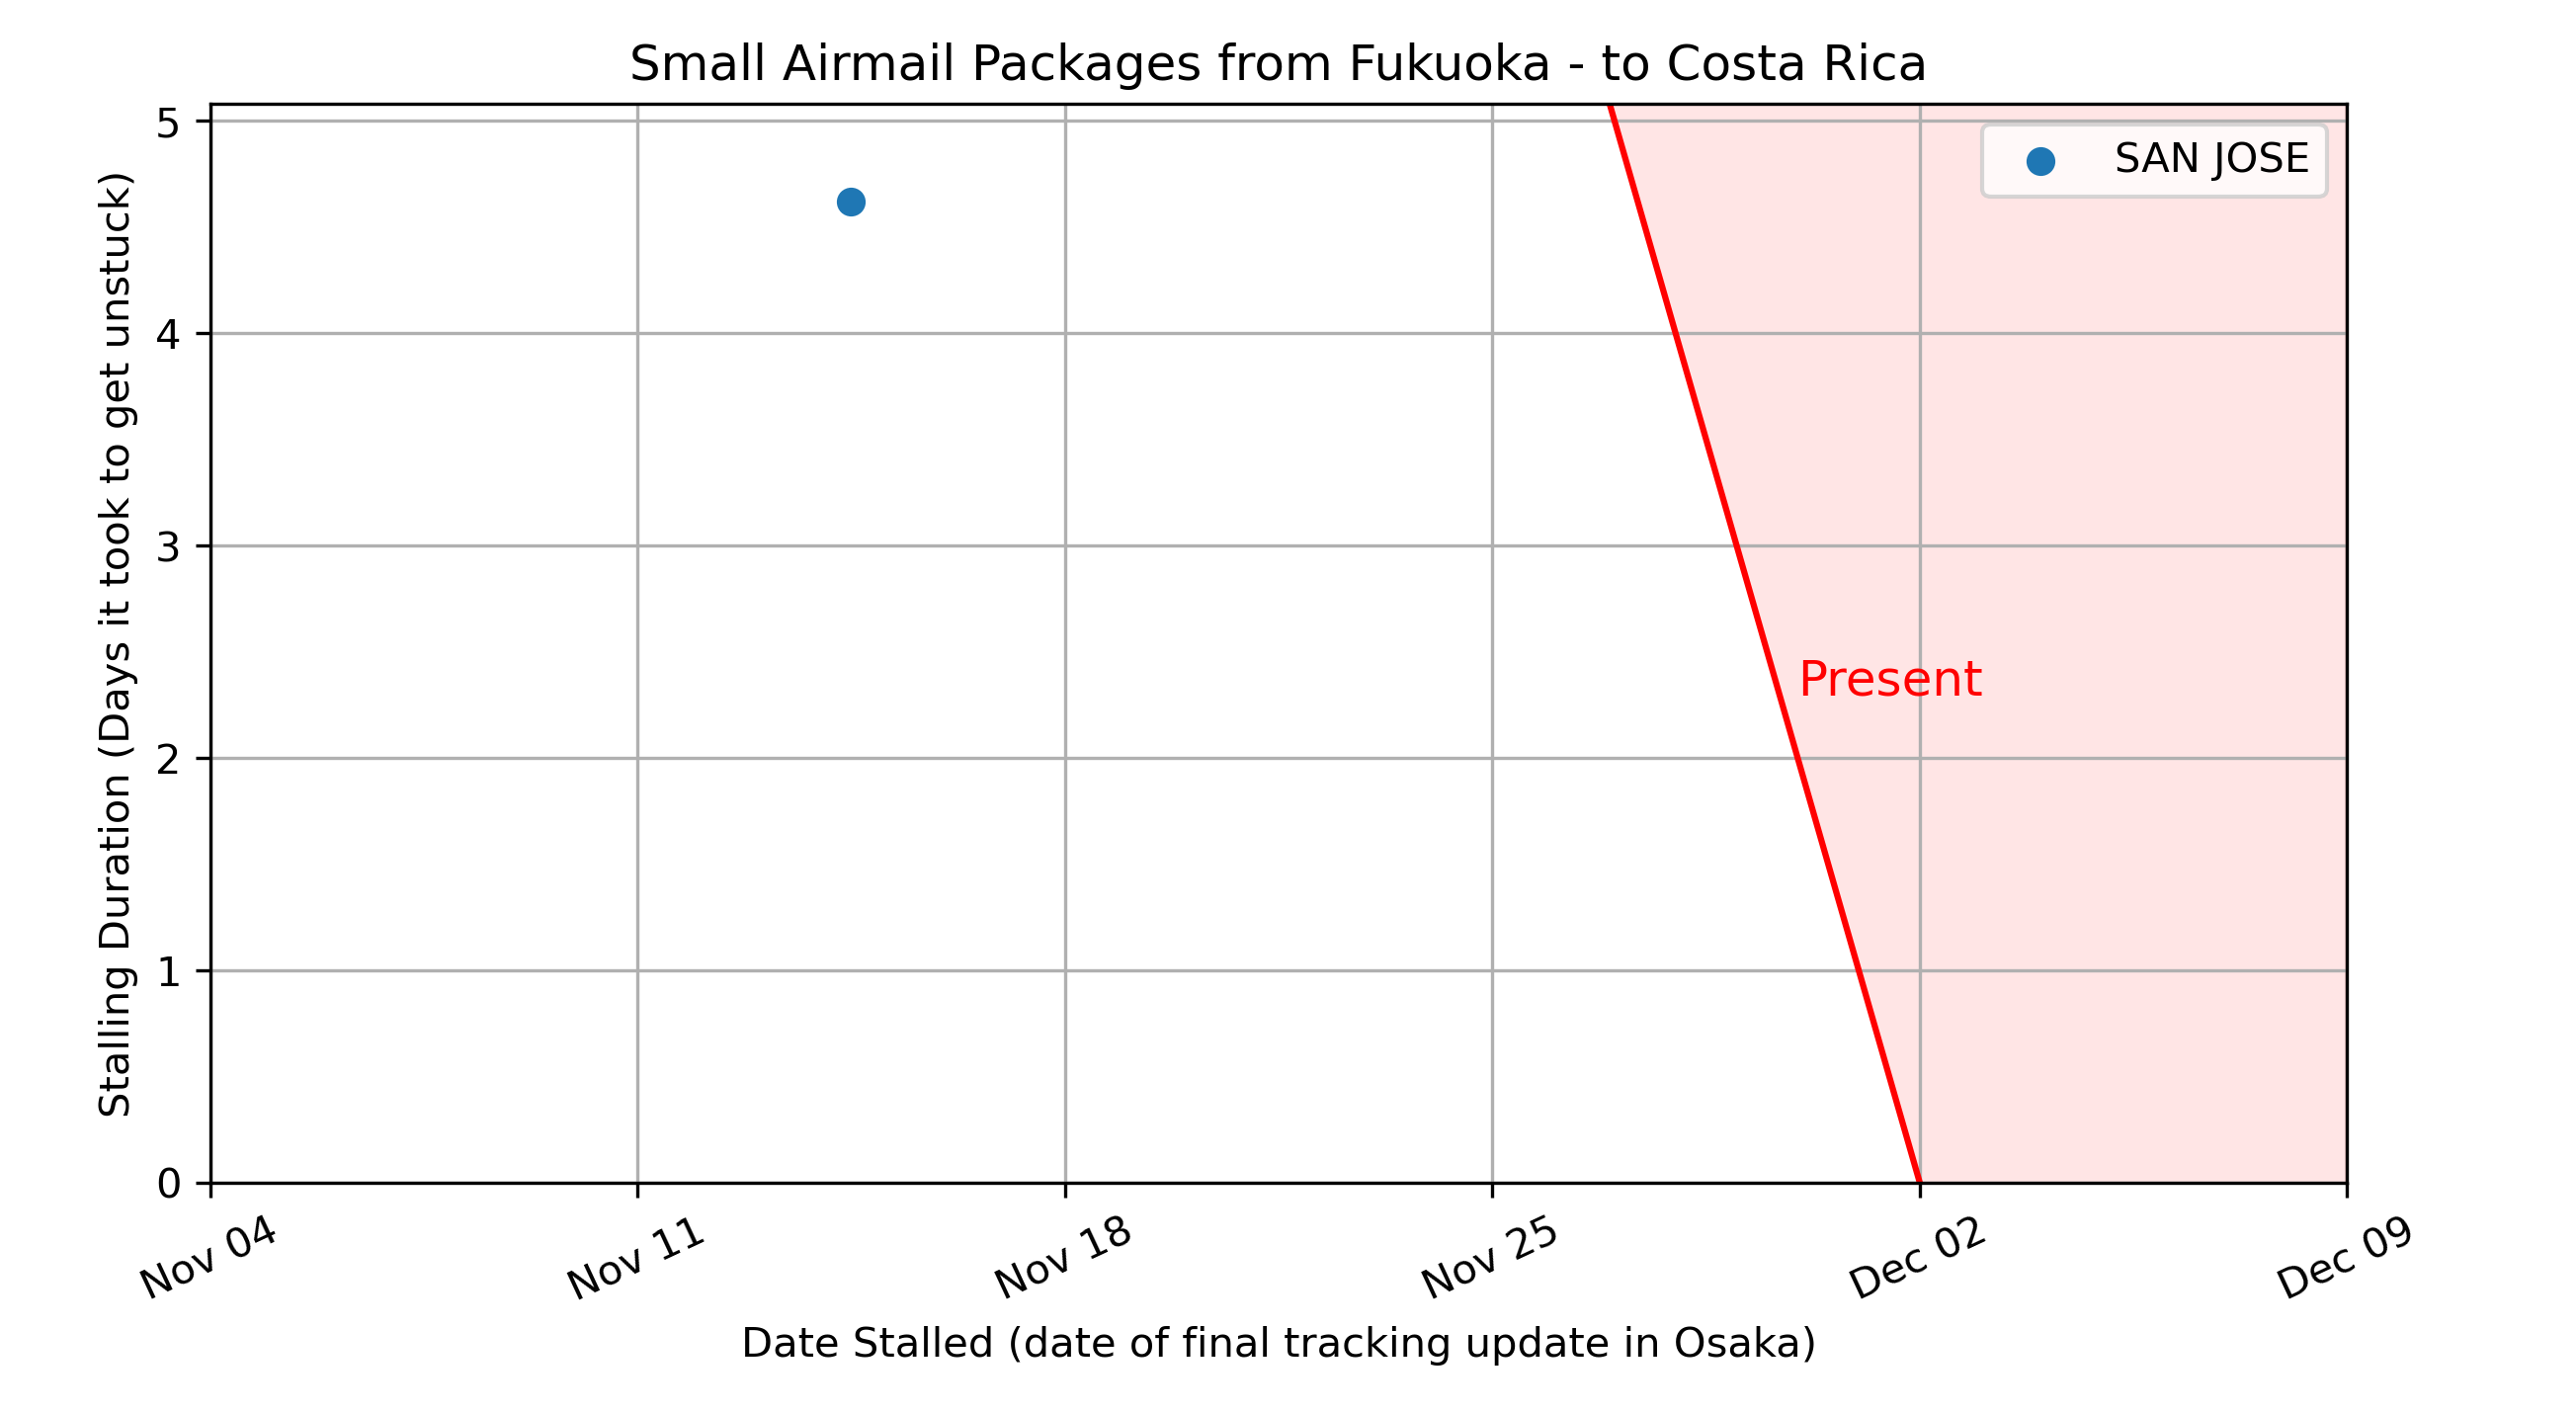 Small Airmail Packages from Fukuoka - to Costa Rica
Stalling Duration (Days it took to get unstuck)
5
4
3
2
1
0
SAN JOSE
Present
Nov 04
Nov 11
Nov 18
Nov 25
Dec 02
Dec 09
Date Stalled (date of final tracking update in Osaka)